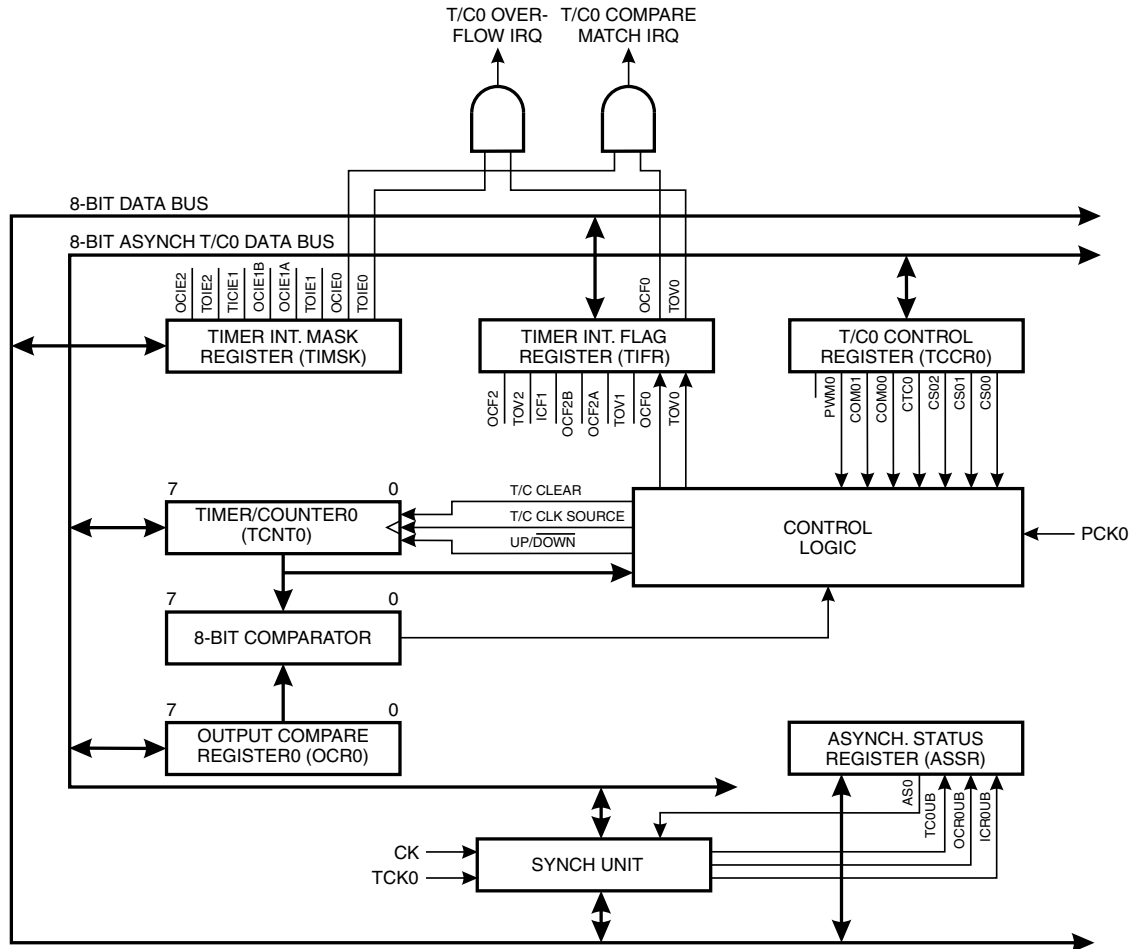 T/C0 OVER-
FLOW IRQ
T/C0 COMPARE
MATCH IRQ
8-BIT DATA BUS
8-BIT ASYNCH T/C0 DATA BUS
OCIE2
TOIE2
TICIE1
OCIE1B
OCIE1A
TOIE1
OCIE0
TOIE0
OCF0
TOV0
TIMER INT. MASK
REGISTER (TIMSK)
TIMER INT. FLAG
REGISTER (TIFR)
T/C0 CONTROL
REGISTER (TCCR0)
OCF2
TOV2
ICF1
OCF2B
OCF2A
TOV1
OCF0
TOV0
PWM0
COM01
COM00
CTC0
CS02
CS01
CS00
7 0
TIMER/COUNTER0
(TCNT0)
T/C CLEAR
T/C CLK SOURCE
UP/DOWN
CONTROL
LOGIC
PCK0
7 0
8-BIT COMPARATOR
7 0
OUTPUT COMPARE
REGISTER0 (OCR0)
ASYNCH. STATUS
REGISTER (ASSR)
AS0
TC0UB
OCR0UB
ICR0UB
CK
TCK0
SYNCH UNIT